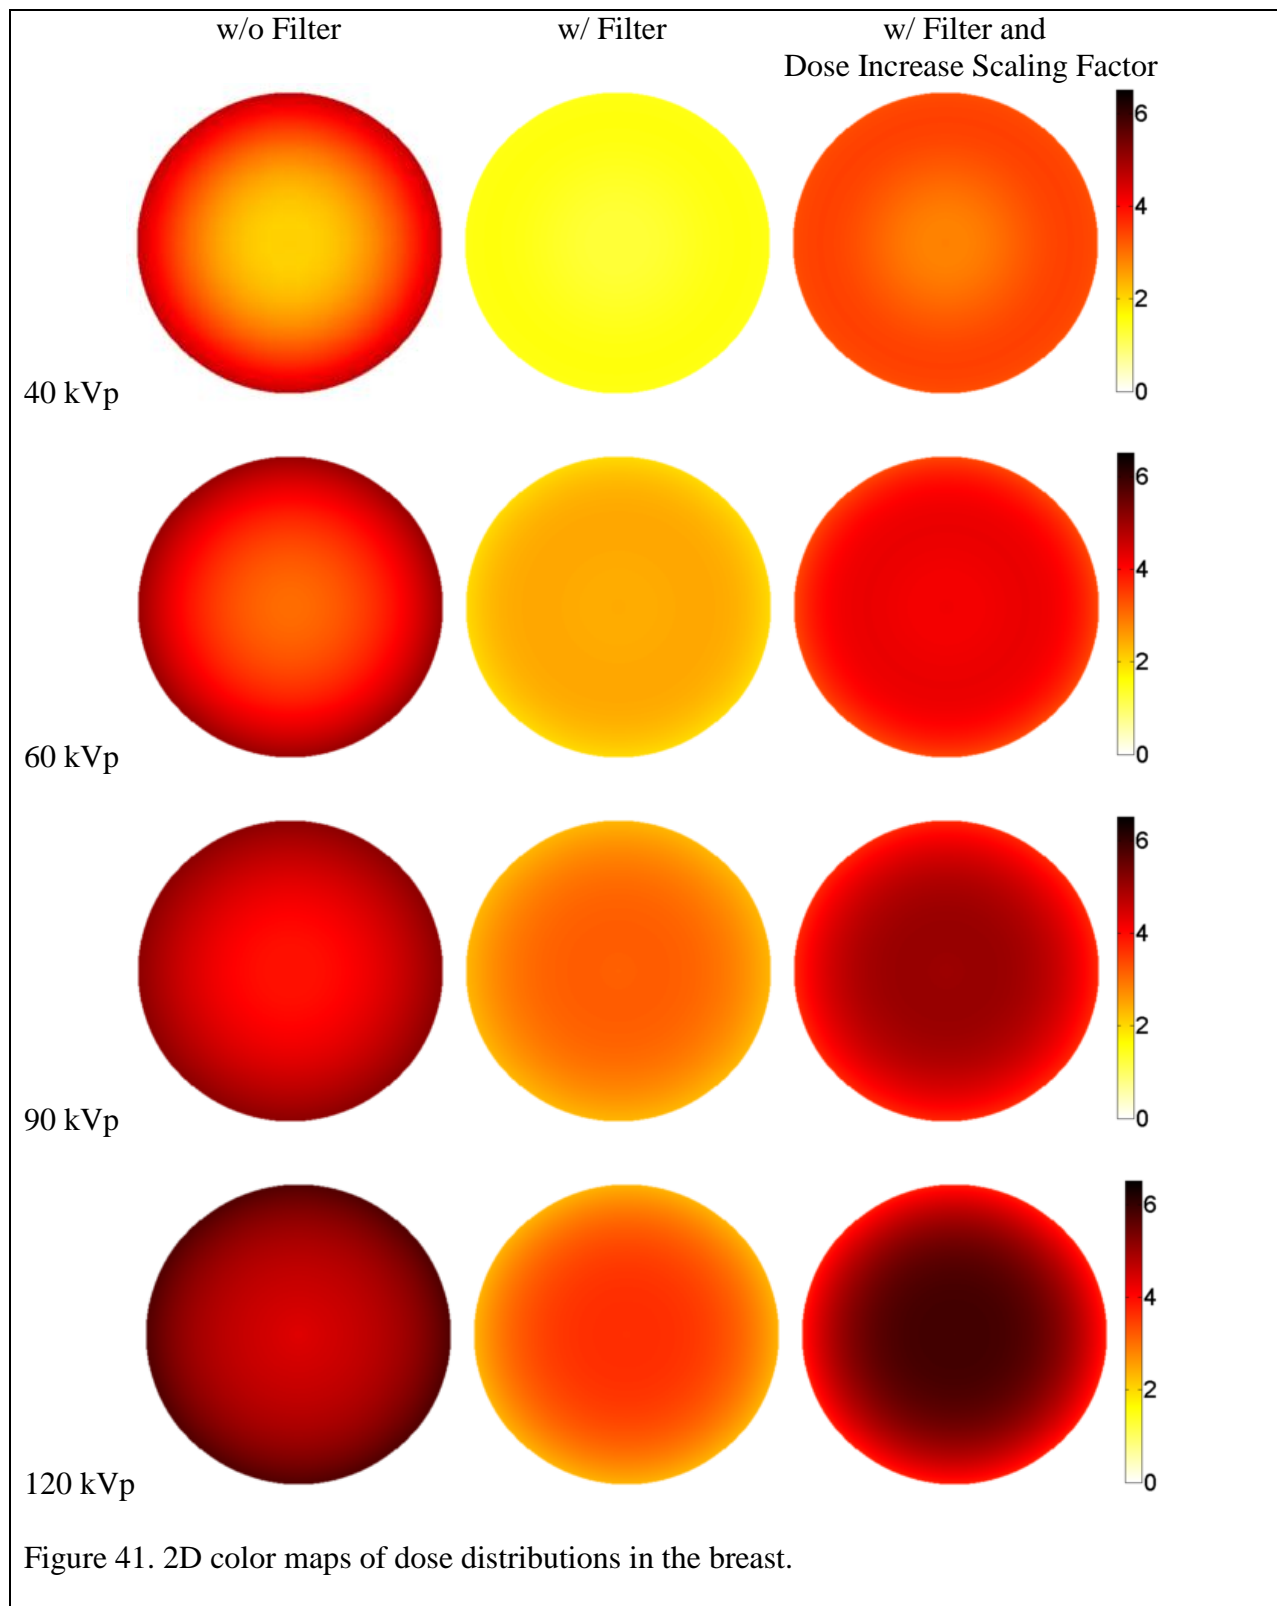 w/o Filter
w/ Filter
w/ Filter and
Dose Increase Scaling Factor
6
4
2
0
40 kVp
6
4
2
0
60 kVp
6
4
2
0
90 kVp
6
4
2
0
120 kVp
Figure 41. 2D color maps of dose distributions in the breast.